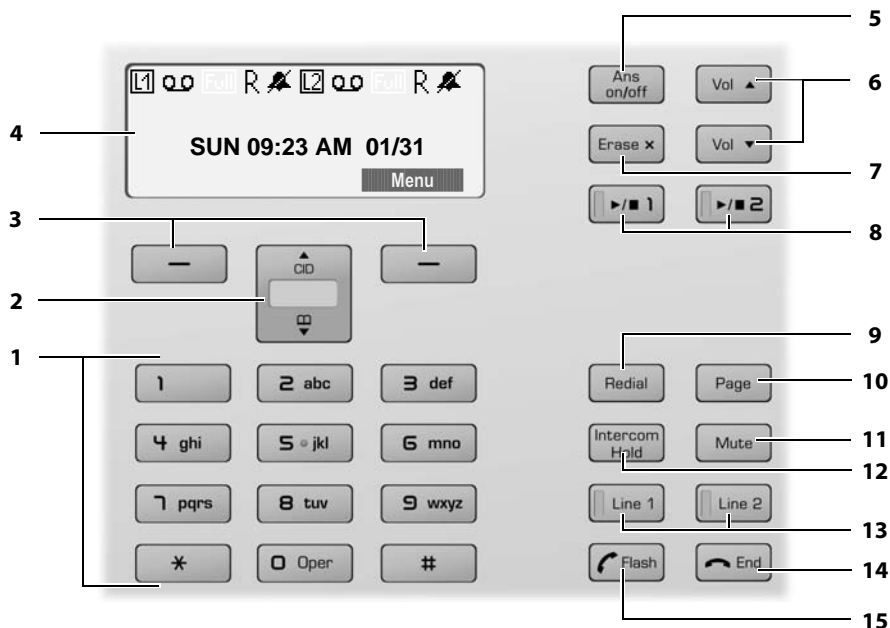 5
Ans on/off
Vol ▲
6
L1 Full R L2 Full R
4
SUN 09:23 AM 01/31
Menu
Erase × Vol ▼
7
▶/■ 1 ▶/■ 2
8
3
CID
2
9
1
1 2 abc 3 def
Redial Page
10
4 ghi 5 jkl 6 mno
Intercom Hold
Mute
11
12
7 pqrs 8 tuv 9 wxyz
Line 1 Line 2
13
* 0 Oper #
Flash End
14
15